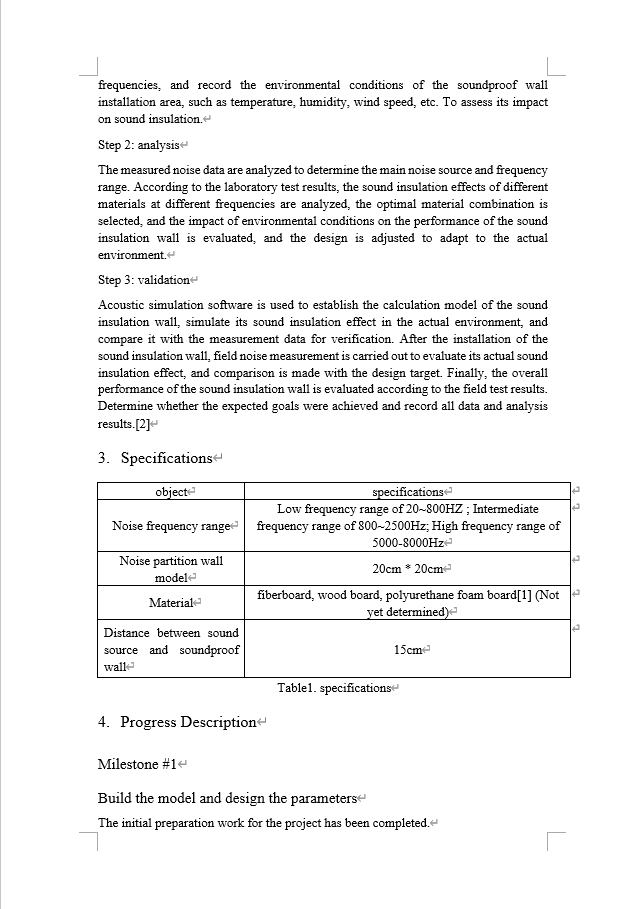 frequencies, and record the environmental conditions of the soundproof wall
installation area, such as temperature, humidity, wind speed, etc. To assess its impact
on sound insulation.
Step 2: analysis
The measured noise data are analyzed to determine the main noise source and frequency
range. According to the laboratory test results, the sound insulation effects of different
materials at different frequencies are analyzed, the optimal material combination is
selected, and the impact of environmental conditions on the performance of the sound
insulation wall is evaluated, and the design is adjusted to adapt to the actual
environment.
Step 3: validation
Acoustic simulation software is used to establish the calculation model of the sound
insulation wall, simulate its sound insulation effect in the actual environment, and
compare it with the measurement data for verification. After the installation of the
sound insulation wall, field noise measurement is carried out to evaluate its actual sound
insulation effect, and comparison is made with the design target. Finally, the overall
performance of the sound insulation wall is evaluated according to the field test results.
Determine whether the expected goals were achieved and record all data and analysis
results.[2]
3. Specifications
object specifications
Noise frequency range
Low frequency range of 20~800HZ ; Intermediate
frequency range of 800~2500Hz; High frequency range of
5000-8000Hz
Noise partition wall
model
20cm * 20cm
Material
fiberboard, wood board, polyurethane foam board[1] (Not
yet determined)
Distance between sound
source and soundproof
wall
15cm
Table1. specifications
4. Progress Description
Milestone #1
Build the model and design the parameters
The initial preparation work for the project has been completed.